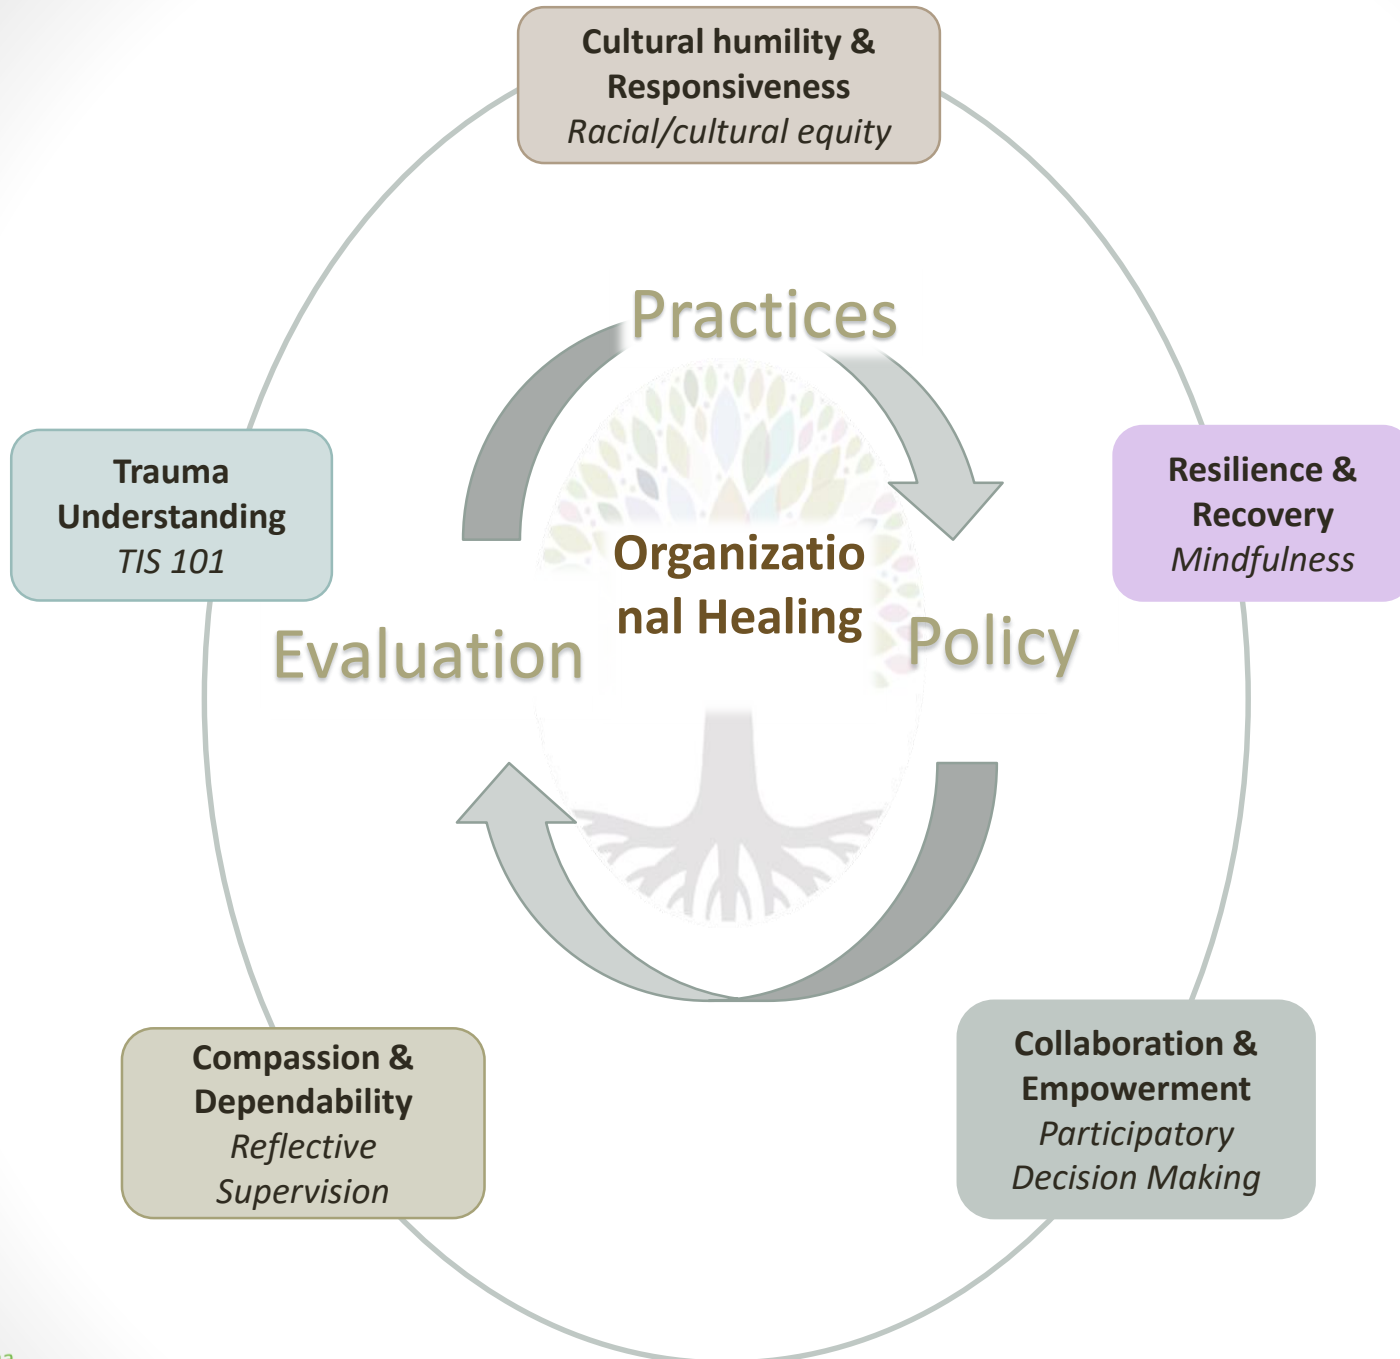 Cultural humility &
Responsiveness
Racial/cultural equity
Practices
Trauma
Understanding
TIS 101
Resilience &
Recovery
Mindfulness
Organizatio
nal Healing
Evaluation
Policy
Compassion &
Dependability
Reflective
Supervision
Collaboration &
Empowerment
Participatory
Decision Making